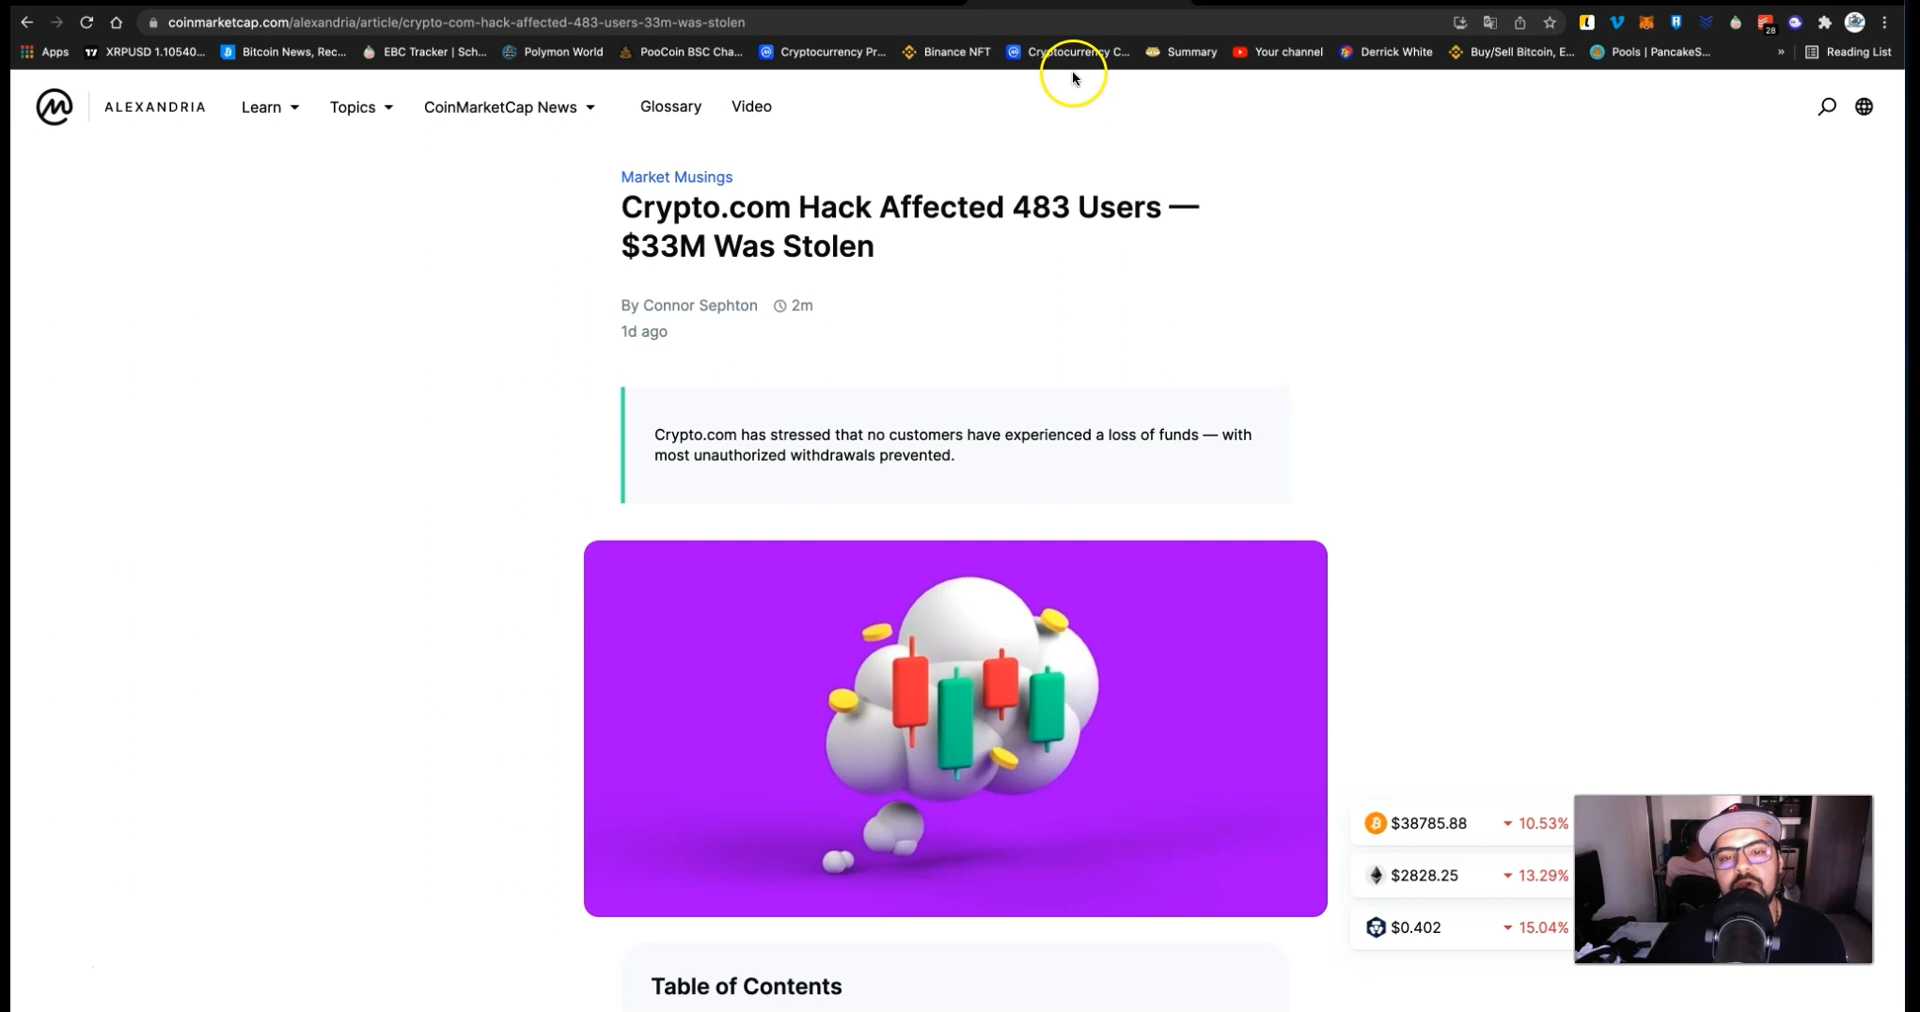 coinmarketcap.com/alexandria/article/crypto-com-hack-affected-483-users-33m-was-stolen
28
Apps XRPUSD 1.10540... Bitcoin News, Rec... EBC Tracker | Sch... Polymon World PooCoin BSC Cha... Cryptocurrency Pr... Binance NFT Cryptocurrency C... Summary Your channel Derrick White Buy/Sell Bitcoin, E... Pools | PancakeS... » Reading List
ALEXANDRIA Learn Topics CoinMarketCap News Glossary Video
Market Musings
Crypto.com Hack Affected 483 Users —
$33M Was Stolen
By Connor Sephton 2m
1d ago
Crypto.com has stressed that no customers have experienced a loss of funds — with
most unauthorized withdrawals prevented.
$38785.88 10.53%
$2828.25 13.29%
$0.402 15.04%
Table of Contents